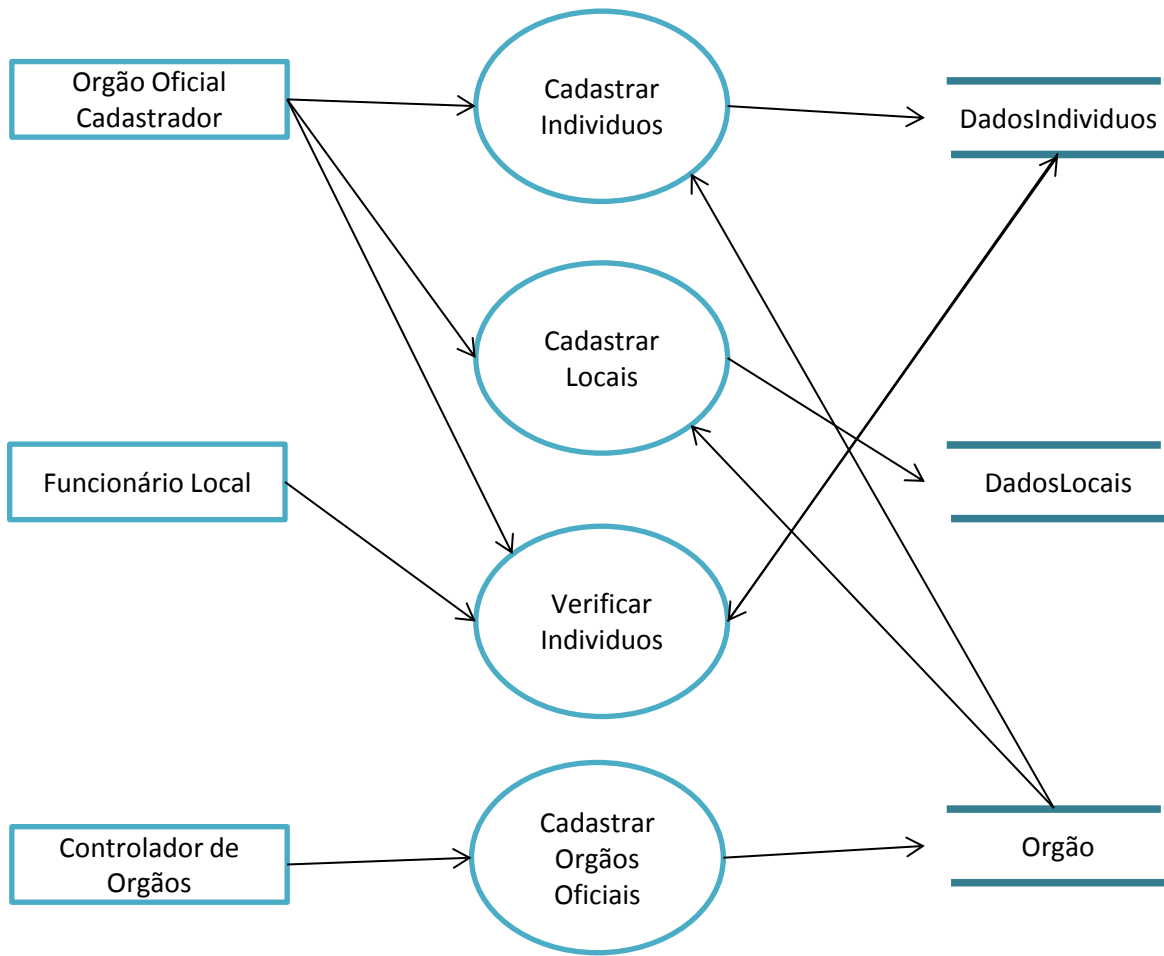 Orgão Oficial
Cadastrador
Cadastrar
Individuos
DadosIndividuos
Cadastrar
Locais
Funcionário Local
DadosLocais
Verificar
Individuos
Controlador de
Orgãos
Cadastrar
Orgãos
Oficiais
Orgão